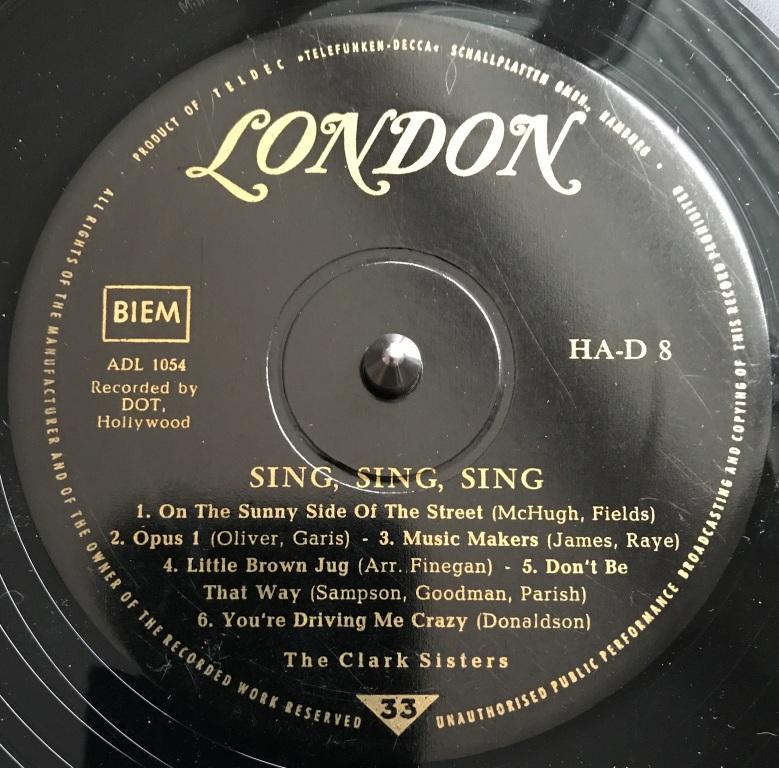 PRODUCT OF TELDEC »TELEFUNKEN-DECCA« SCHALLPLATTEN GMBH., HAMBURG •
LONDON
BIEM
ADL 1054
Recorded by
DOT,
Hollywood
HA-D 8
SING, SING, SING
1. On The Sunny Side Of The Street (McHugh, Fields)
2. Opus 1 (Oliver, Garis) - 3. Music Makers (James, Raye)
4. Little Brown Jug (Arr. Finegan) - 5. Don't Be
That Way (Sampson, Goodman, Parish)
6. You're Driving Me Crazy (Donaldson)
The Clark Sisters
33
ALL RIGHTS OF THE MANUFACTURER AND OF THE OWNER OF THE RECORDED WORK RESERVED
UNAUTHORISED PUBLIC PERFORMANCE BROADCASTING AND COPYING OF THIS RECORD PROHIBITED